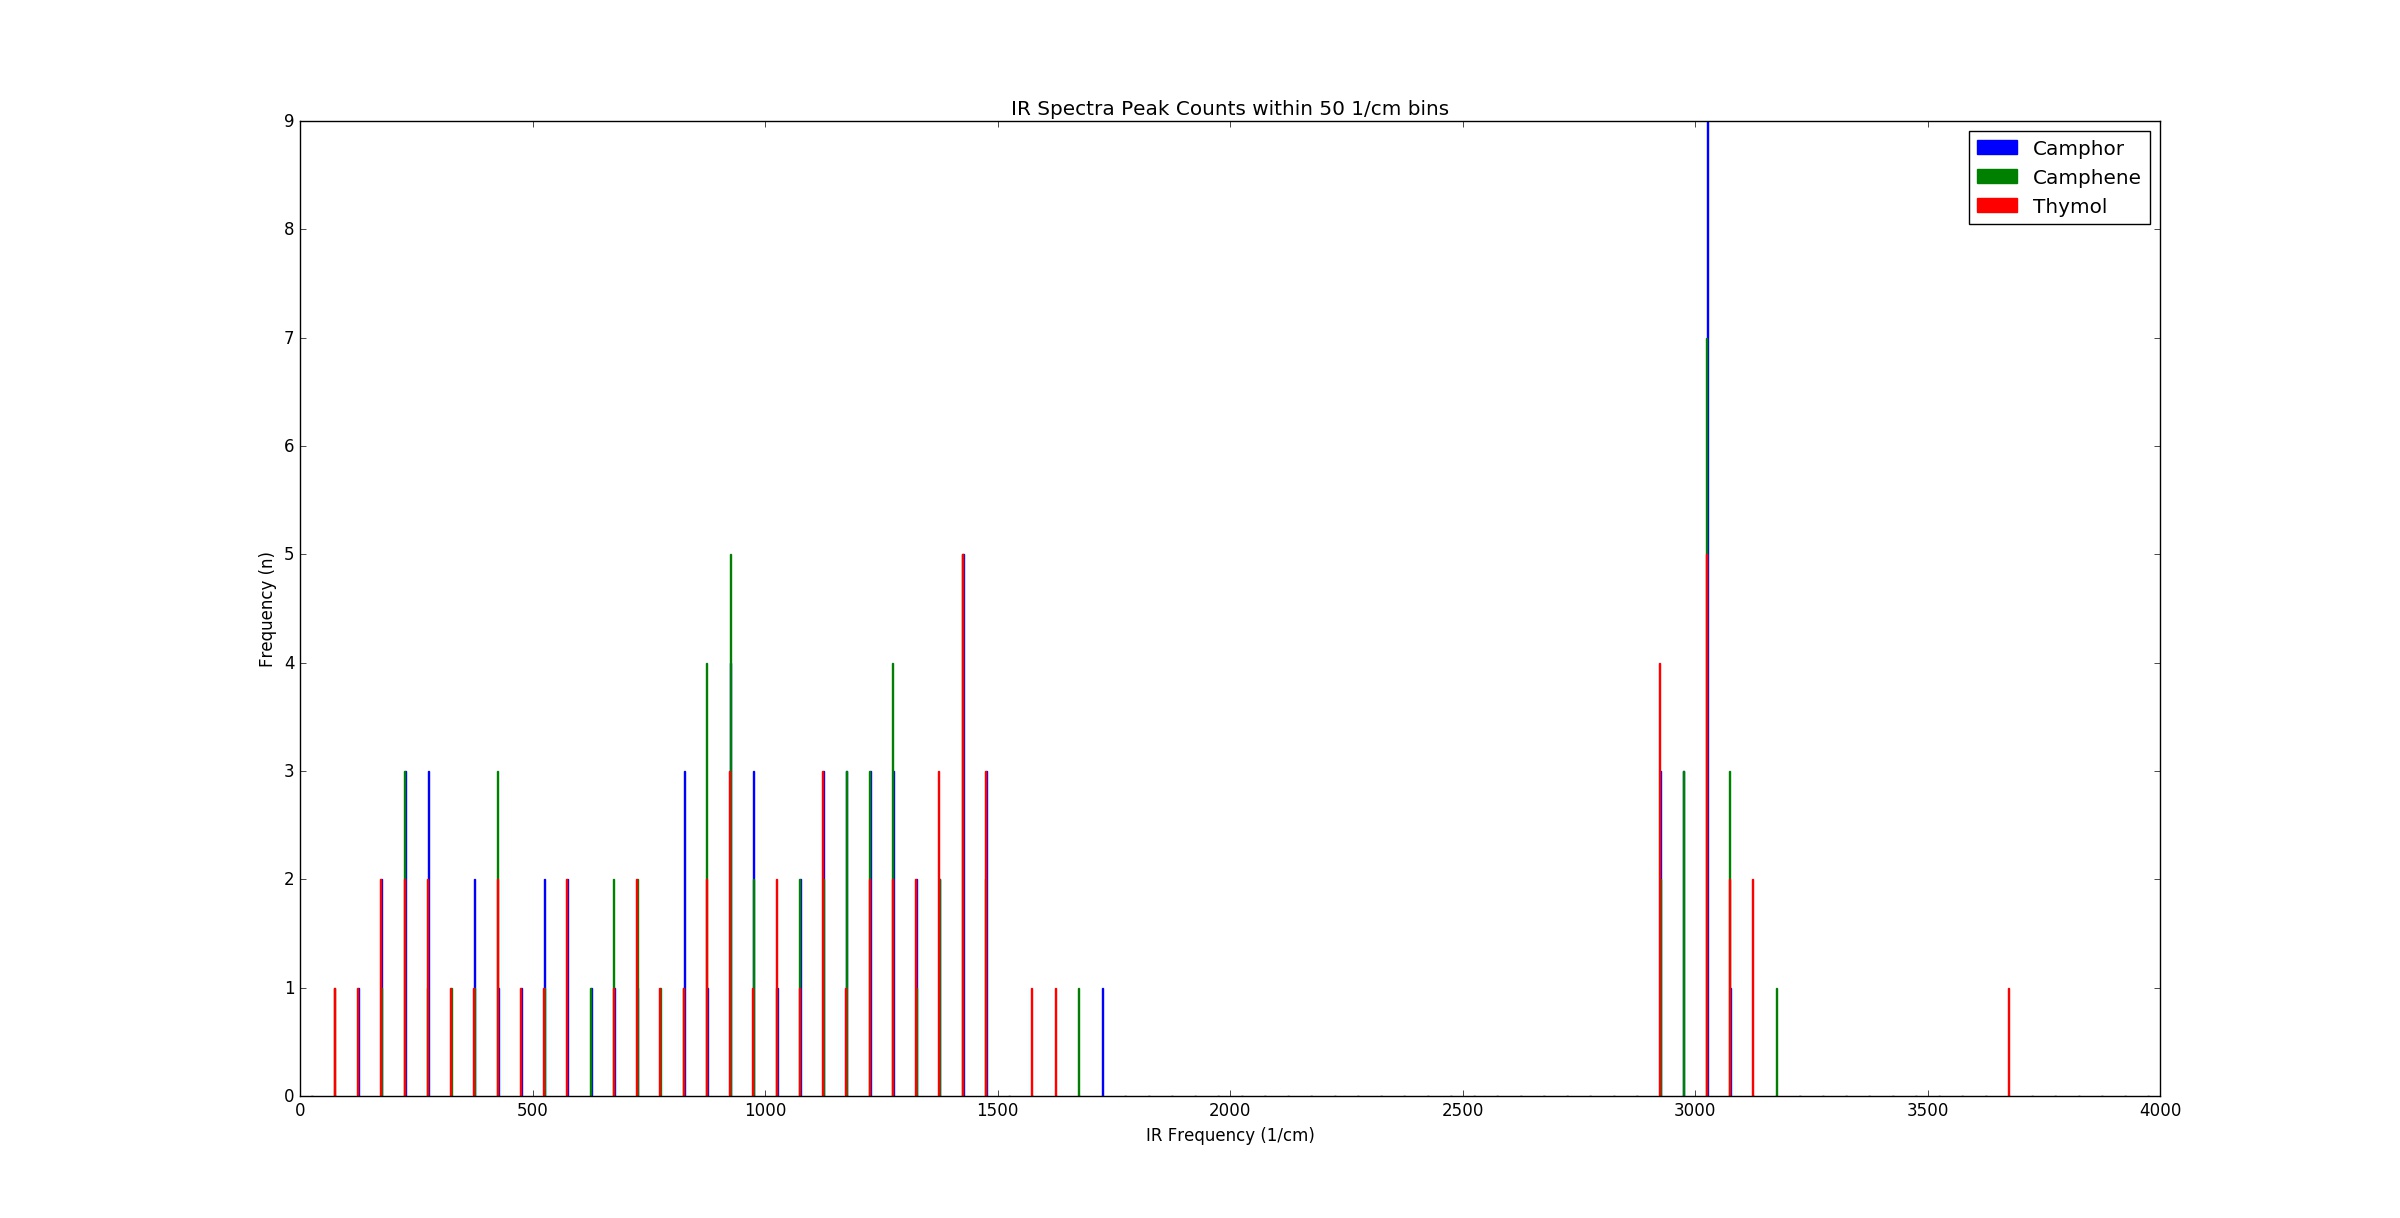 IR Spectra Peak Counts within 50 1/cm bins
Camphor
Camphene
Thymol
Frequency (n)
9
8
7
6
5
4
3
2
1
0
0 500 1000 1500 2000 2500 3000 3500 4000
IR Frequency (1/cm)